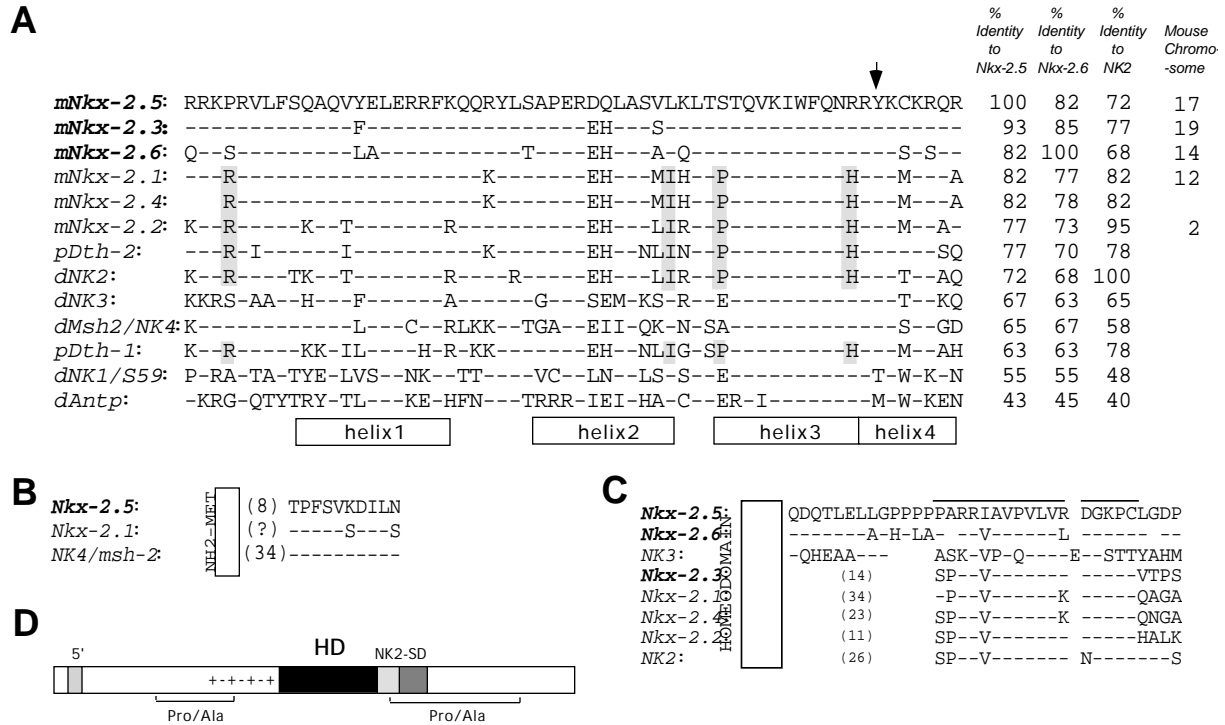 A
% Identity to Nkx-2.5
% Identity to Nkx-2.6
% Identity to NK2
Mouse Chromo- -some
mNkx-2.5: RRKPRVLFSQAQVYELERRFKQQRYLSAPERDQLASVLKLTSTQVKIWFQNRRYKCKRQR 100 82 72 17
mNkx-2.3: -------------F-----------------EH---S----------------------- 93 85 77 19
mNkx-2.6: Q--S---------LA------------T----EH---A-Q----------------S-S-- 82 100 68 14
mNkx-2.1: ---R-------------------K-------EH---MIH---P---------H---M---A 82 77 82 12
mNkx-2.4: ---R-------------------K-------EH---MIH---P---------H---M---A 82 78 82
mNkx-2.2: K--R-----K--T-------R----------EH---LIR---P---------H---M--A- 77 73 95 2
pDth-2: ---R-I------I----------K-------EH---NLIN--P---------H------SQ 77 70 78
dNK2: K--R----TK--T-------R----R-----EH---LIR---P---------H---T--AQ 72 68 100
dNK3: KKRS-AA--H---F------A------G---SEM-KS-R--E-------------T--KQ 67 63 65
dMsh2/NK4: K------------L---C--RLKK--TGA--EII-QK-N-SA-------------S--GD 65 67 58
pDth-1: K--R-----KK-IL-----H-R-KK------EH--NLIG-SP---------H---M--AH 63 63 78
dNK1/S59: P-RA-TA-TYE-LVS--NK--TT----VC--LN--LS-S--E-----------T-W-K-N 55 55 48
dAntp: -KRG-QTYTRY-TL---KE-HFN---TRRR-IEI-HA-C--ER-I--------M-W-KEN 43 45 40
helix1 helix2 helix3 helix4
B
NH2-MET
Nkx-2.5: (8) TPFSVKDILN
Nkx-2.1: (?) -----S---S
NK4/msh-2: (34) ----------
C
HOMEODOMAIN
Nkx-2.5: QDQTLELLGPPPPPPARRIAVPVLVR DGKPCLGDP
Nkx-2.6 -------A-H-LA--- --V------L --- -- --
NK3: -QHEAA-- ASK-VP-Q----E--STTYAHM
Nkx-2.3: (14) SP--V------ -----VTPS
Nkx-2.1: (34) -P--V-----K -----QAGA
Nkx-2.4: (23) SP--V-----K -----QNGA
Nkx-2.2: (11) SP--V------ -----HALK
NK2: (26) SP--V------ N-------S
D
5' HD NK2-SD
+-+-+-+
Pro/Ala Pro/Ala